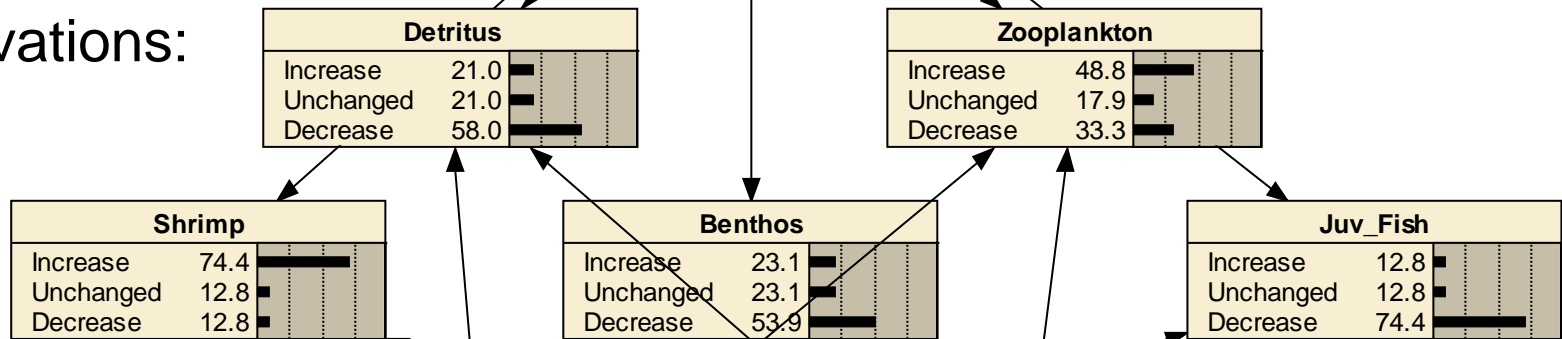 vations:
Detritus
Increase 21.0
Unchanged 21.0
Decrease 58.0
Zooplankton
Increase 48.8
Unchanged 17.9
Decrease 33.3
Shrimp
Increase 74.4
Unchanged 12.8
Decrease 12.8
Benthos
Increase 23.1
Unchanged 23.1
Decrease 53.9
Juv_Fish
Increase 12.8
Unchanged 12.8
Decrease 74.4